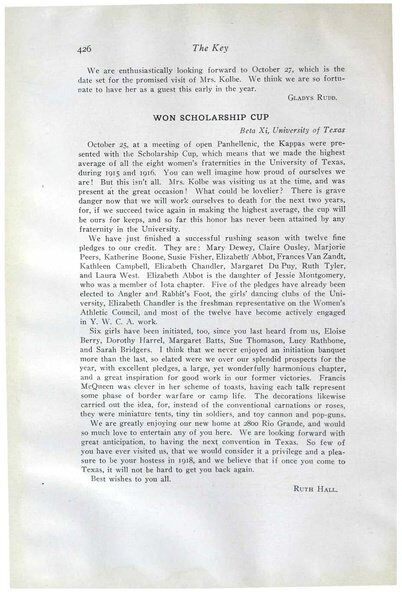 426 The Key
We are enthusiastically looking forward to October 27, which is the
date set for the promised visit of Mrs. Kolbe. We think we are so fortu-
nate to have her as a guest this early in the year.
Gladys Rudd.
WON SCHOLARSHIP CUP
Beta Xi, University of Texas
October 25, at a meeting of open Panhellenic, the Kappas were pre-
sented with the Scholarship Cup, which means that we made the highest
average of all the eight women's fraternities in the University of Texas,
during 1915 and 1916. You can well imagine how proud of ourselves we
are! But this isn't all. Mrs. Kolbe was visiting us at the time, and was
present at the great occasion! What could be lovelier? There is grave
danger now that we will work ourselves to death for the next two years,
for, if we succeed twice again in making the highest average, the cup will
be ours for keeps, and so far this honor has never been attained by any
fraternity in the University.
We have just finished a successful rushing season with twelve fine
pledges to our credit. They are: Mary Dewey, Claire Ousley, Marjorie
Peers, Katherine Boone, Susie Fisher, Elizabeth Abbot, Frances Van Zandt,
Kathleen Campbell, Elizabeth Chandler, Margaret Du Puy, Ruth Tyler,
and Laura West. Elizabeth Abbot is the daughter of Jessie Montgomery,
who was a member of Iota chapter. Five of the pledges have already been
elected to Angler and Rabbit's Foot, the girls' dancing clubs of the Uni-
versity, Elizabeth Chandler is the freshman representative on the Women's
Athletic Council, and most of the twelve have become actively engaged
in Y. W. C. A. work.
Six girls have been initiated, too, since you last heard from us, Eloise
Berry, Dorothy Harrel, Margaret Batts, Sue Thomason, Lucy Rathbone,
and Sarah Bridgers. I think that we never enjoyed an initiation banquet
more than the last, so elated were we over our splendid prospects for the
year, with excellent pledges, a large, yet wonderfully harmonious chapter,
and a great inspiration for good work in our former victories. Francis
McQueen was clever in her scheme of toasts, having each talk represent
some phase of border warfare or camp life. The decorations likewise
carried out the idea, for, instead of the conventional carnations or roses,
they were miniature tents, tiny tin soldiers, and toy cannon and pop-guns.
We are greatly enjoying our new home at 2800 Rio Grande, and would
so much love to entertain any of you here. We are looking forward with
great anticipation, to having the next convention in Texas. So few of
you have ever visited us, that we would consider it a privilege and a plea-
sure to be your hostess in 1918, and we believe that if once you come to
Texas, it will not be hard to get you back again.
Best wishes to you all.
Ruth Hall.